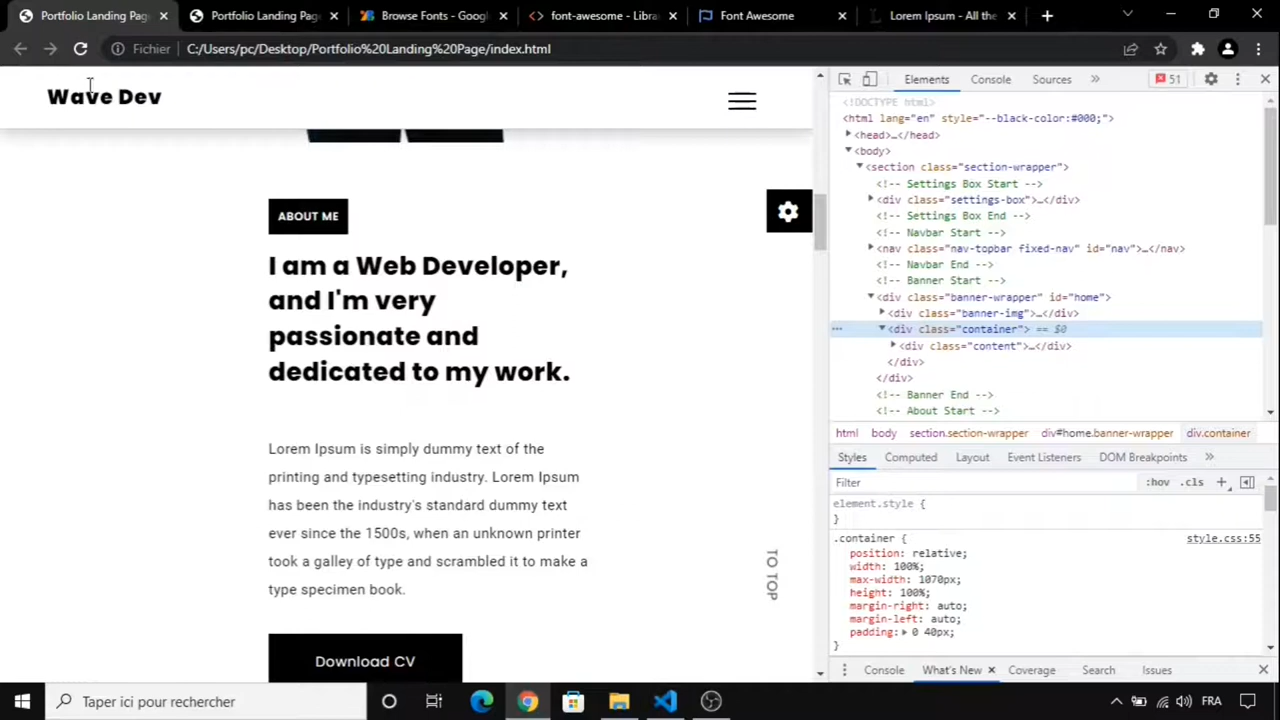 Portfolio Landing Page
Portfolio Landing Page
Browse Fonts - Googl
font-awesome - Librar
Font Awesome
Lorem Ipsum - All the
Fichier
C:/Users/pc/Desktop/Portfolio%20Landing%20Page/index.html
Wave Dev
ABOUT ME
I am a Web Developer,
and I'm very
passionate and
dedicated to my work.
Lorem Ipsum is simply dummy text of the
printing and typesetting industry. Lorem Ipsum
has been the industry's standard dummy text
ever since the 1500s, when an unknown printer
took a galley of type and scrambled it to make a
type specimen book.
Download CV
TO TOP
Elements Console Sources » 51
<!DOCTYPE html>
<html lang="en" style="--black-color:#000;">
<head>…</head>
<body>
<section class="section-wrapper">
<!-- Settings Box Start -->
<div class="settings-box">…</div>
<!-- Settings Box End -->
<!-- Navbar Start -->
<nav class="nav-topbar fixed-nav" id="nav">…</nav>
<!-- Navbar End -->
<!-- Banner Start -->
<div class="banner-wrapper" id="home">
<div class="banner-img">…</div>
<div class="container"> == $0
<div class="content">…</div>
</div>
</div>
<!-- Banner End -->
<!-- About Start -->
html body section.section-wrapper div#home.banner-wrapper div.container
Styles Computed Layout Event Listeners DOM Breakpoints »
Filter :hov .cls +
element.style {
}
.container { style.css:55
position: relative;
width: 100%;
max-width: 1070px;
height: 100%;
margin-right: auto;
margin-left: auto;
padding: 0 40px;
}
Console What's New Coverage Search Issues
Taper ici pour rechercher
FRA